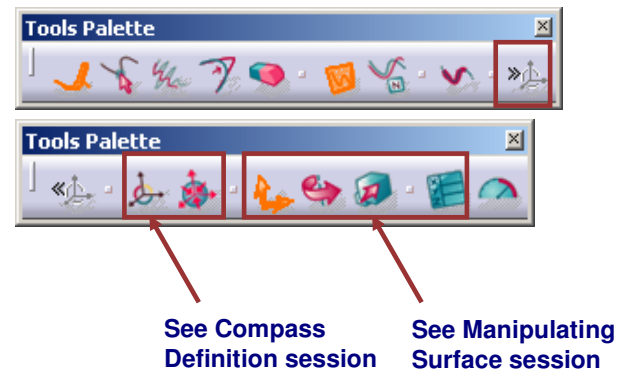 Tools Palette
Tools Palette
See Compass
Definition session
See Manipulating
Surface session